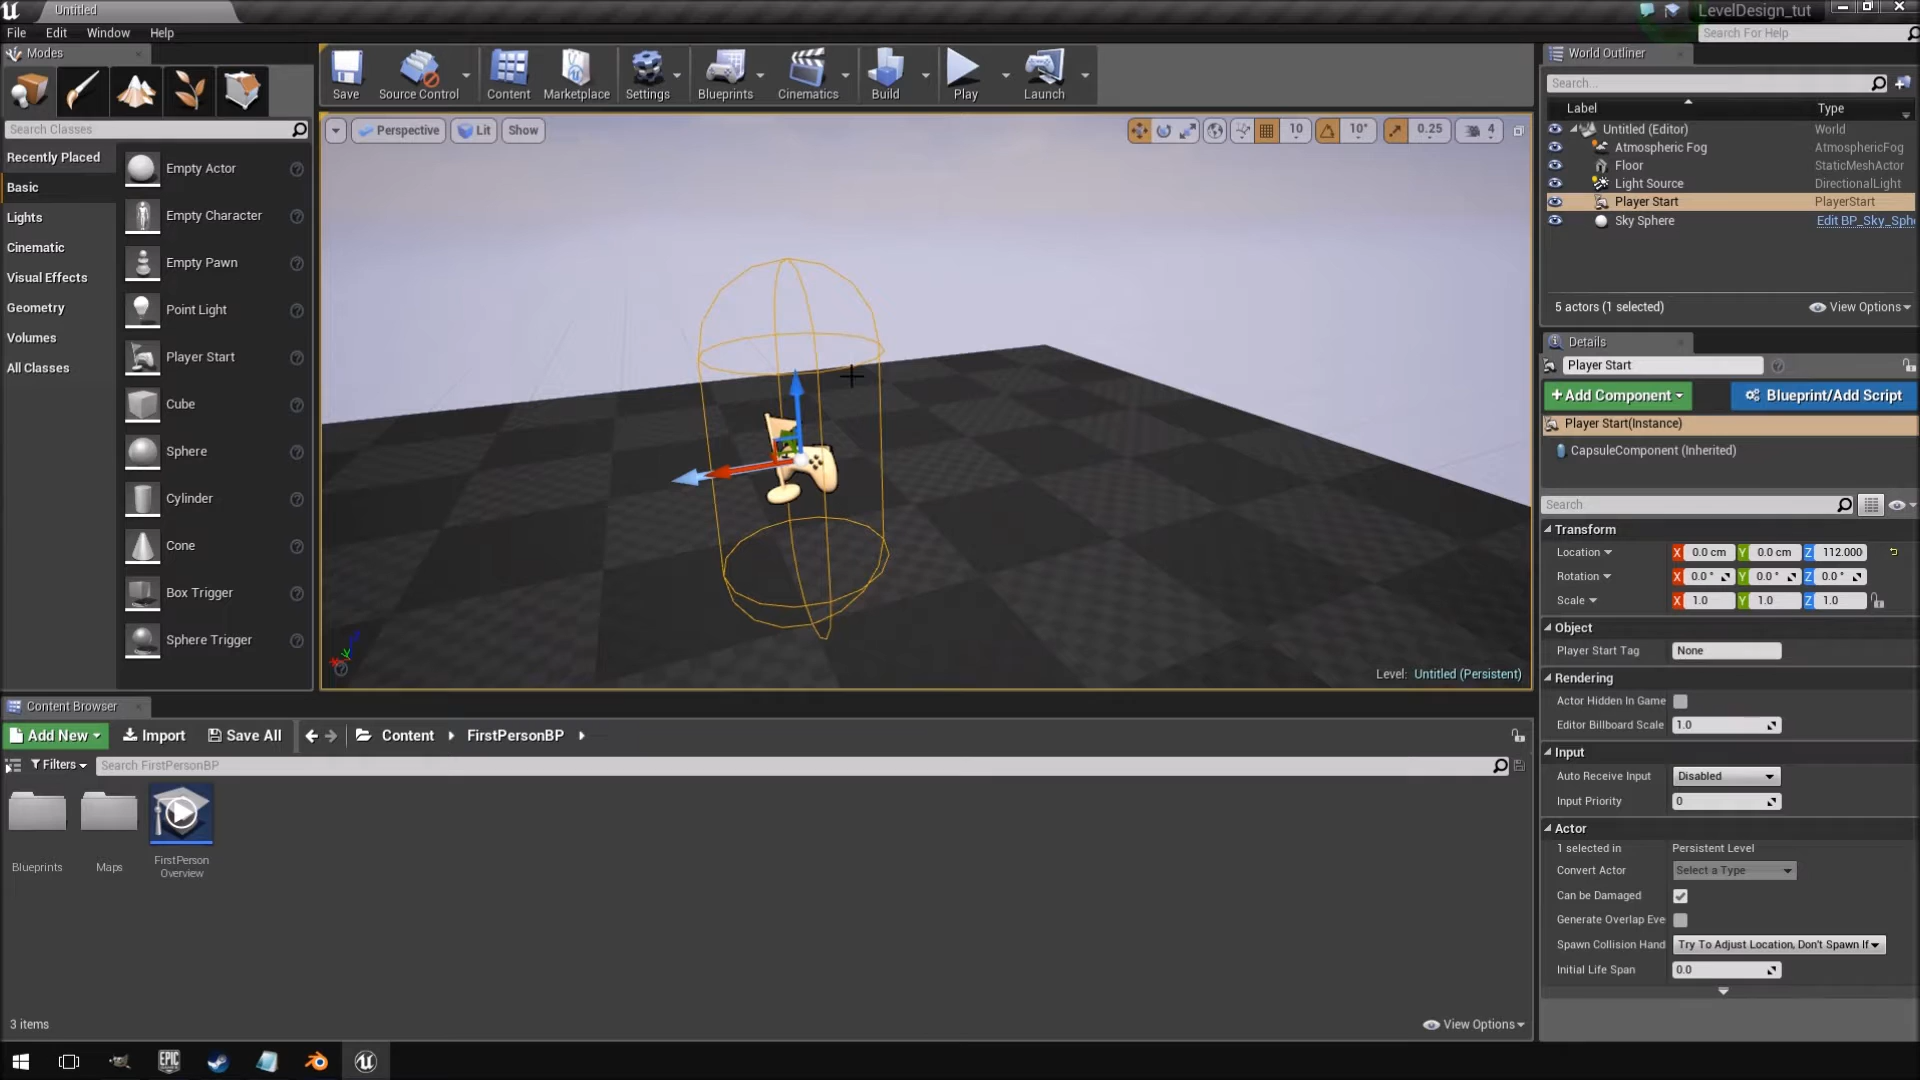 Untitled
LevelDesign_tut
File Edit Window Help
Search For Help
Modes
World Outliner
Save
Source Control
Content
Marketplace
Settings
Blueprints
Cinematics
Build
Play
Launch
Search...
Label Type
Search Classes
Perspective
Lit
Show
10
10°
0.25
4
Untitled (Editor) World
Atmospheric Fog AtmosphericFog
Floor StaticMeshActor
Light Source DirectionalLight
Player Start PlayerStart
Sky Sphere Edit BP_Sky_Sph
5 actors (1 selected)
View Options
Recently Placed
Basic
Lights
Cinematic
Visual Effects
Geometry
Volumes
All Classes
Empty Actor
Empty Character
Empty Pawn
Point Light
Player Start
Cube
Sphere
Cylinder
Cone
Box Trigger
Sphere Trigger
Level: Untitled (Persistent)
Details
Player Start
+Add Component
Blueprint/Add Script
Player Start(Instance)
CapsuleComponent (Inherited)
Search
Transform
Location X 0.0 cm Y 0.0 cm Z 112.000
Rotation X 0.0 ° Y 0.0 ° Z 0.0 °
Scale X 1.0 Y 1.0 Z 1.0
Object
Player Start Tag None
Rendering
Actor Hidden In Game
Editor Billboard Scale 1.0
Input
Auto Receive Input Disabled
Input Priority 0
Actor
1 selected in Persistent Level
Convert Actor Select a Type
Can be Damaged
Generate Overlap Eve
Spawn Collision Hand Try To Adjust Location, Don't Spawn If
Initial Life Span 0.0
Content Browser
Add New
Import
Save All
Content
FirstPersonBP
Filters
Search FirstPersonBP
Blueprints
Maps
FirstPerson
Overview
3 items
View Options
EPIC